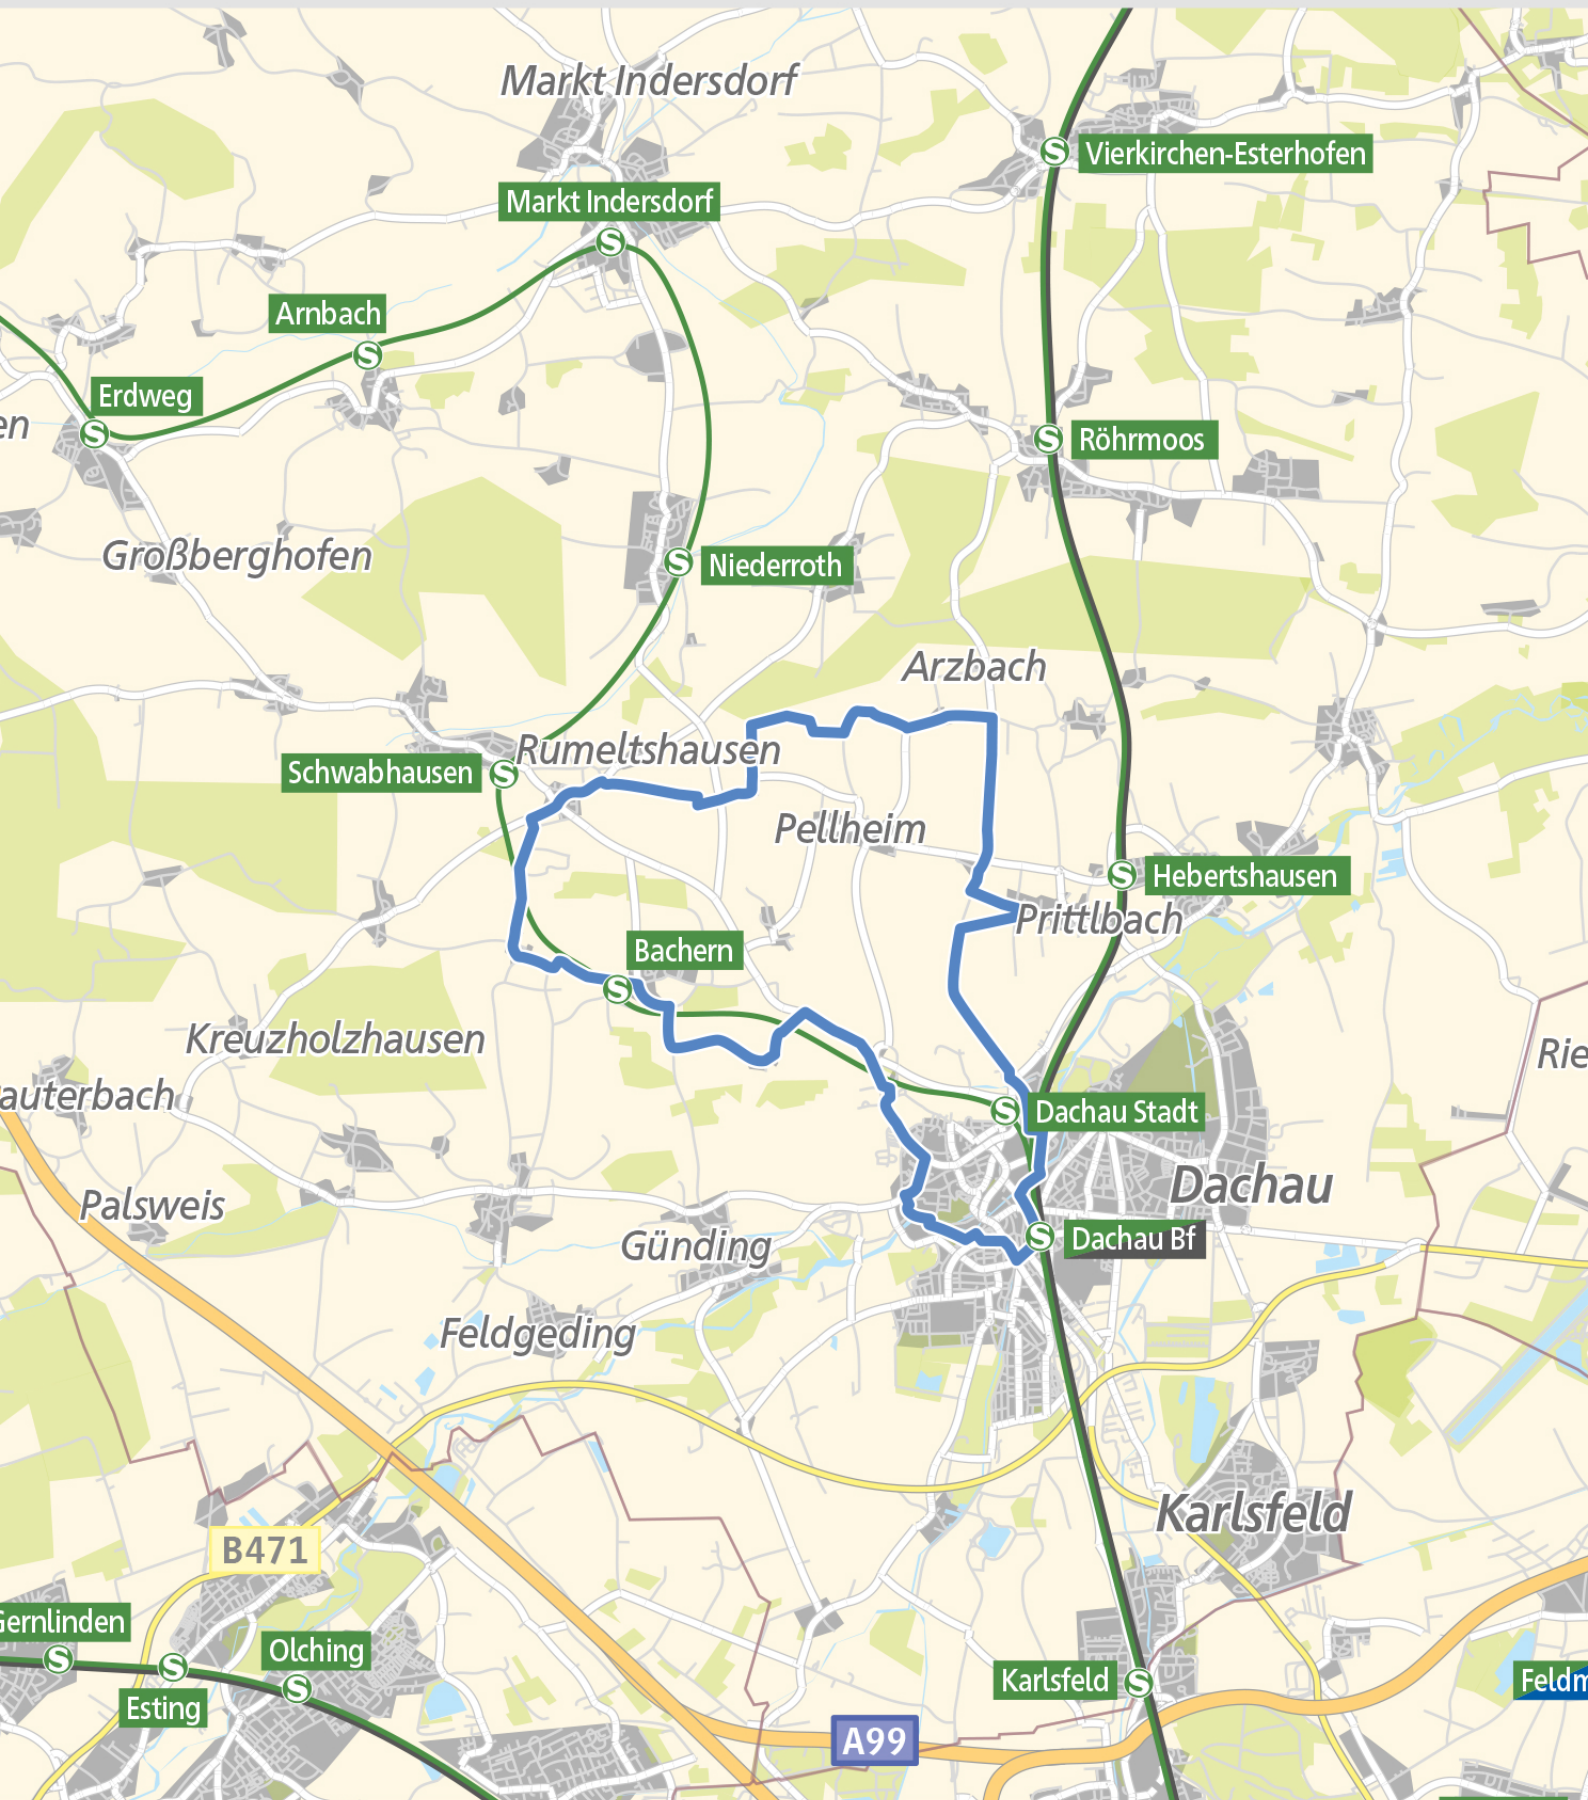 Markt Indersdorf
Vierkirchen-Esterhofen
S
Markt Indersdorf
S
Arnbach
S
Erdweg
S
en
Röhrmoos
S
Großberghofen
Niederroth
S
Arzbach
Rumeltshausen
Schwabhausen
S
Pellheim
Hebertshausen
S
Prittlbach
Bachern
S
Kreuzholzhausen
Rie
auterbach
Dachau Stadt
S
Dachau
Palsweis
Günding
Dachau Bf
S
Feldgeding
Karlsfeld
B471
Gernlinden
S
Olching
S
Esting
S
Karlsfeld
S
Feldm
A99